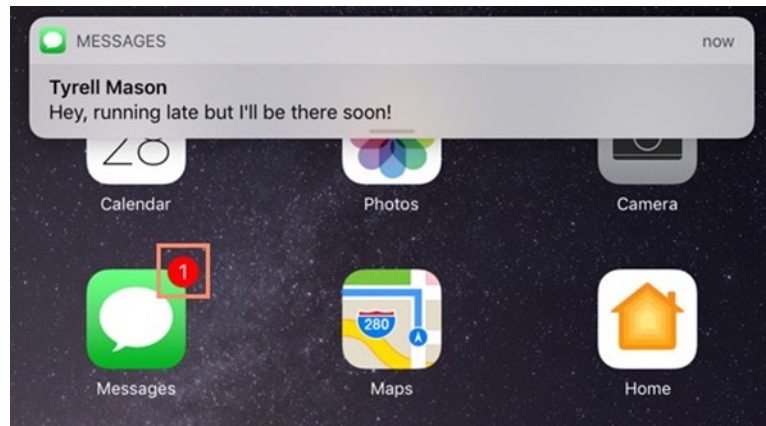 MESSAGES now
Tyrell Mason
Hey, running late but I'll be there soon!
28
Calendar Photos Camera
1
280
Messages Maps Home